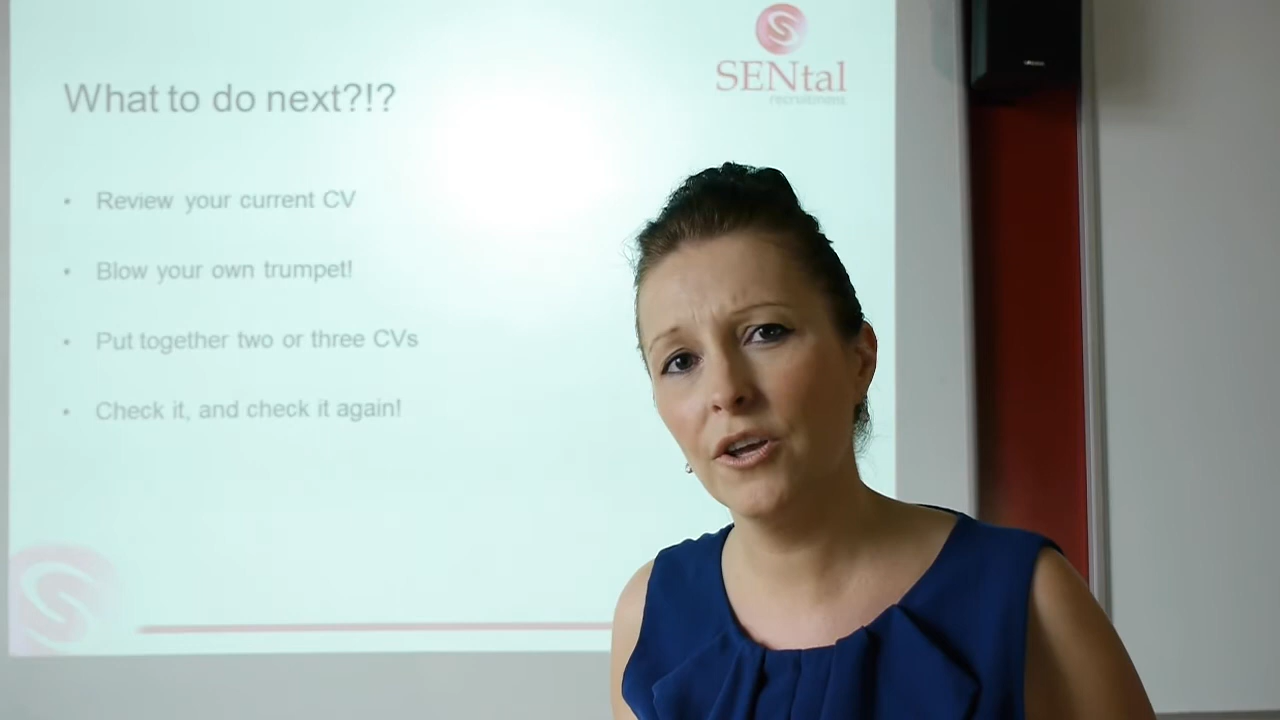 SENtal
recruitment
What to do next?!?
• Review your current CV
• Blow your own trumpet!
• Put together two or three CVs
• Check it, and check it again!